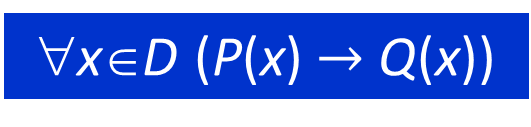 ∀x∈D (P(x) → Q(x))